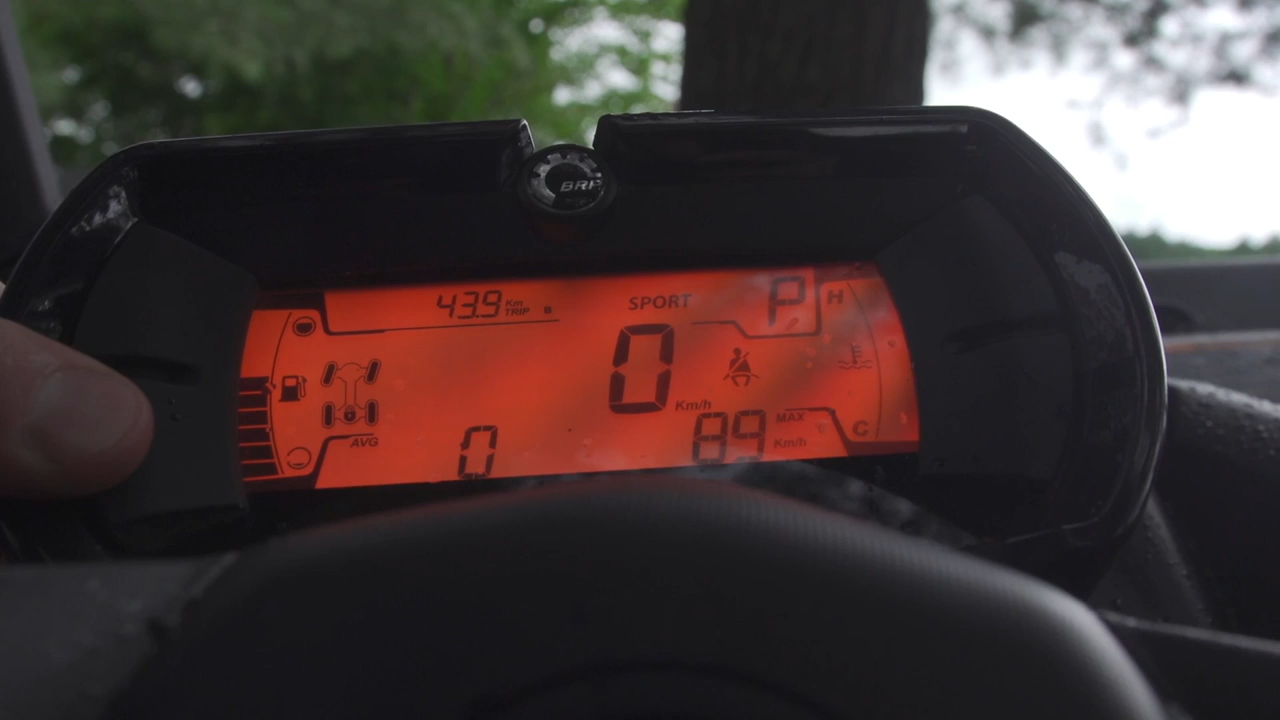 BRP
43.9 Km TRIP B
SPORT
P
H
0 Km/h
AVG
0
89 MAX Km/h
°C
C